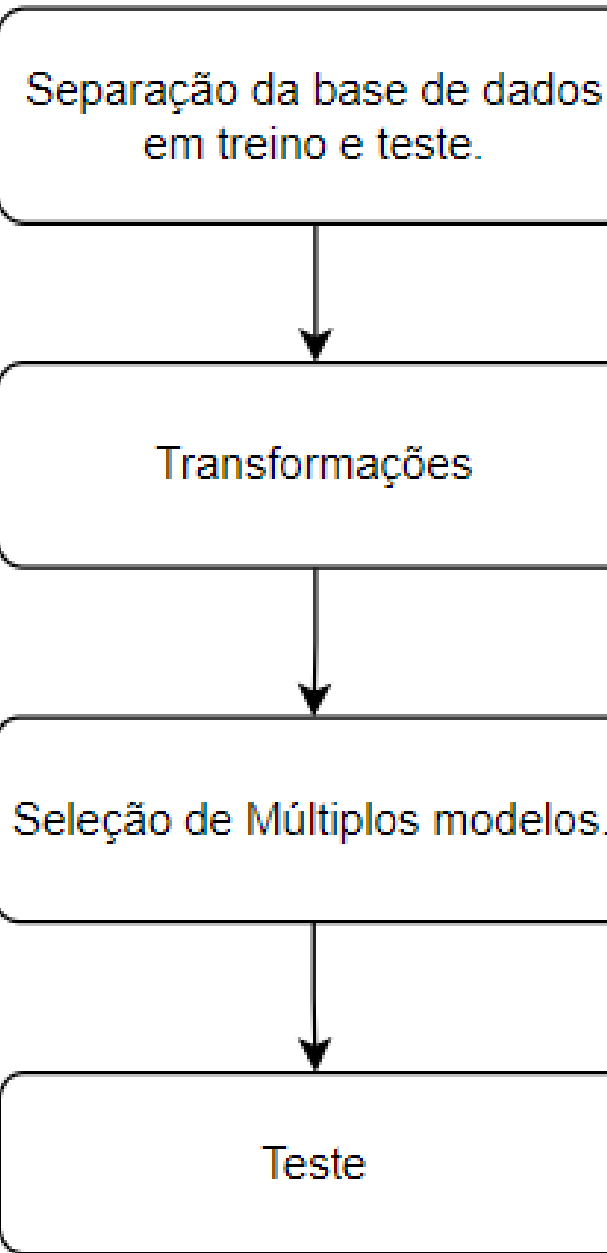 Separação da base de dados
em treino e teste.
Transformações
Seleção de Múltiplos modelos.
Teste